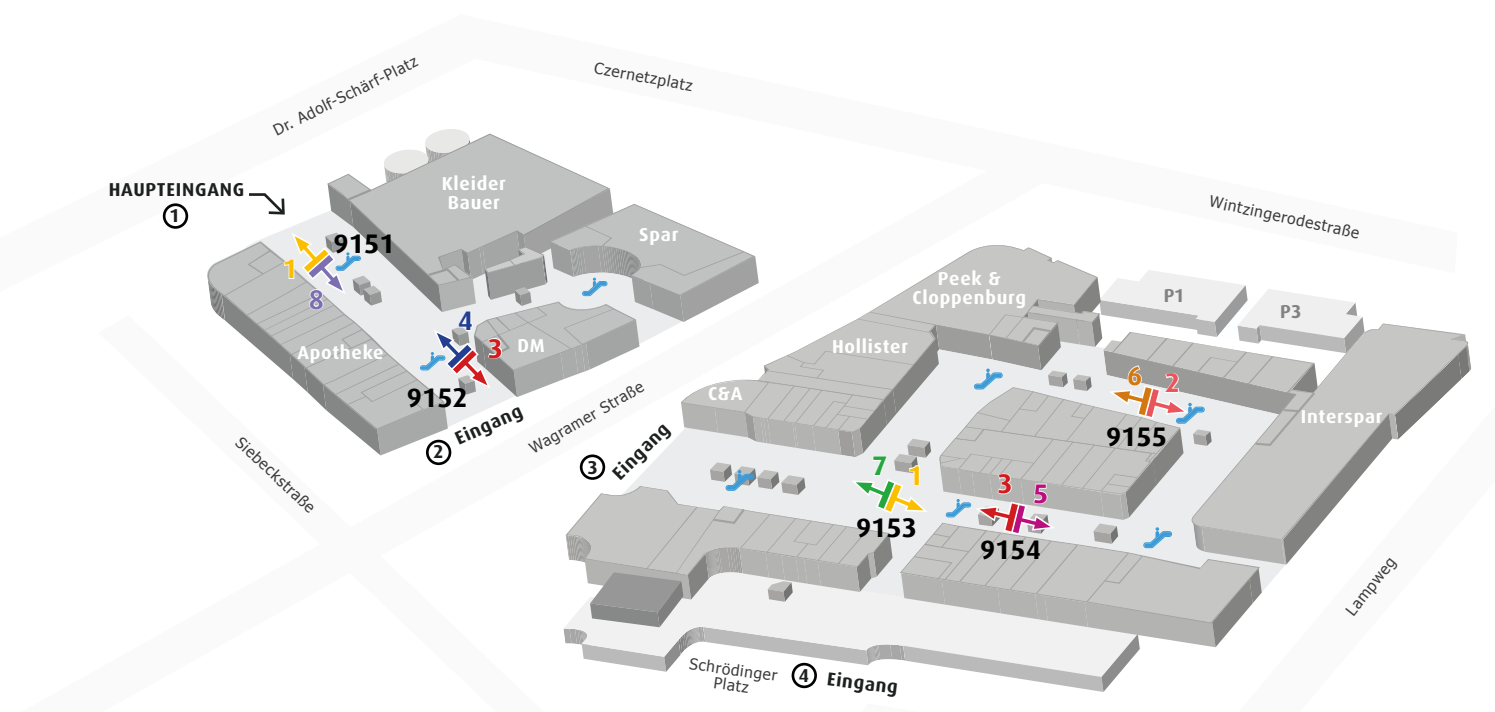 Dr. Adolf-Schärf-Platz
Czernetzplatz
HAUPTEINGANG
1
Kleider
Bauer
Wintzingerodestraße
Spar
9151
1
8
Peek &
Cloppenburg
P1
P3
4
3
DM
Apotheke
Hollister
9152
C&A
6
2
Interspar
9155
2 Eingang
Wagramer Straße
3 Eingang
Siebeckstraße
7
1
9153
3
5
9154
Lampweg
Schrödinger
Platz
4 Eingang